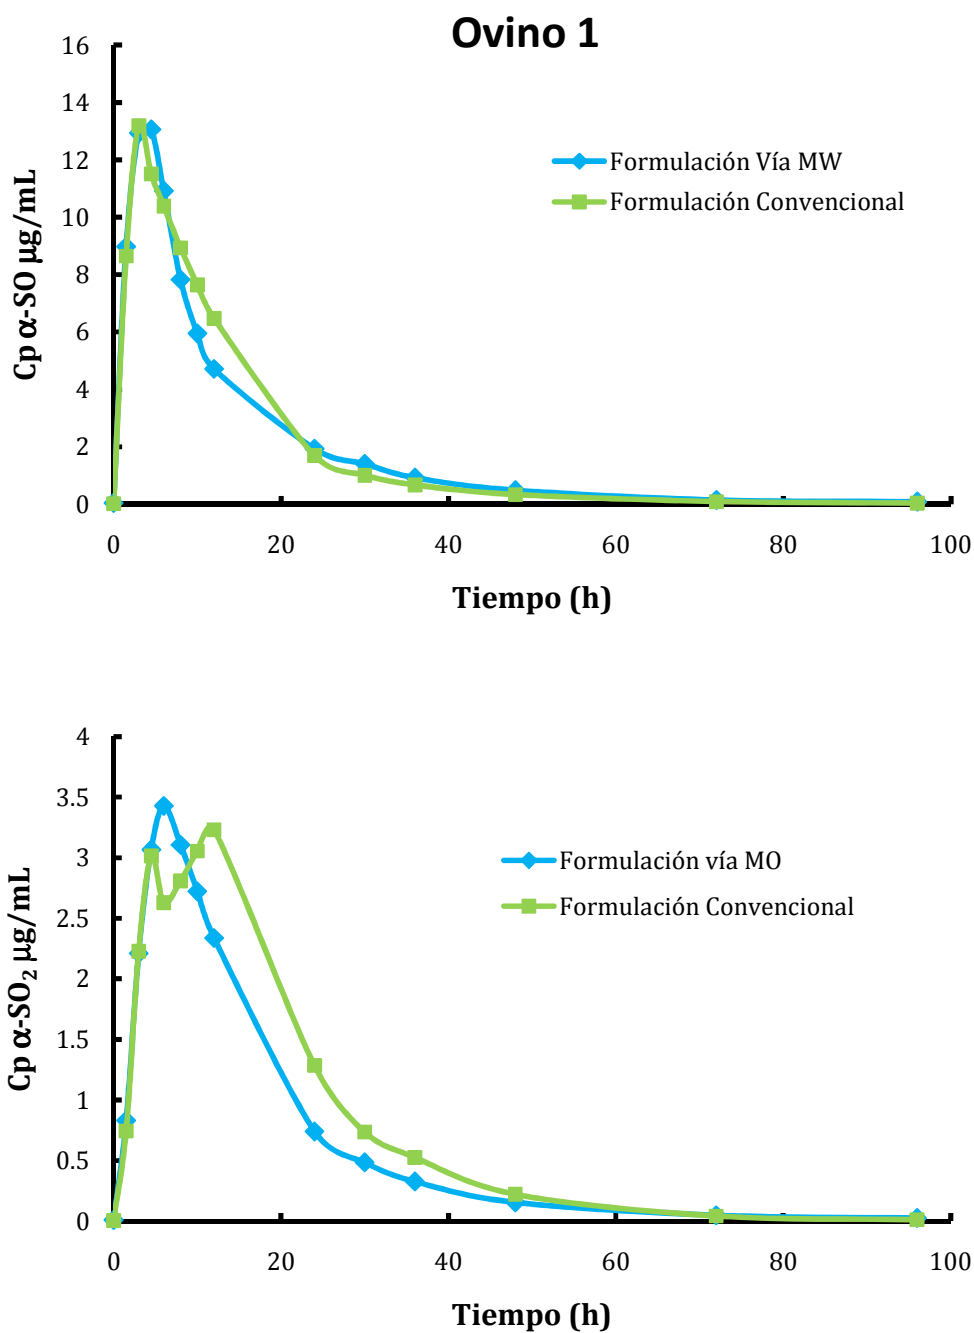 Ovino 1
16
14
12
10
8
6
4
2
0
Cp α-SO µg/mL
Formulación Vía MW
Formulación Convencional
0 20 40 60 80 100
Tiempo (h)
4
3.5
3
2.5
2
1.5
1
0.5
0
Cp α-SO₂ µg/mL
Formulación vía MO
Formulación Convencional
0 20 40 60 80 100
Tiempo (h)